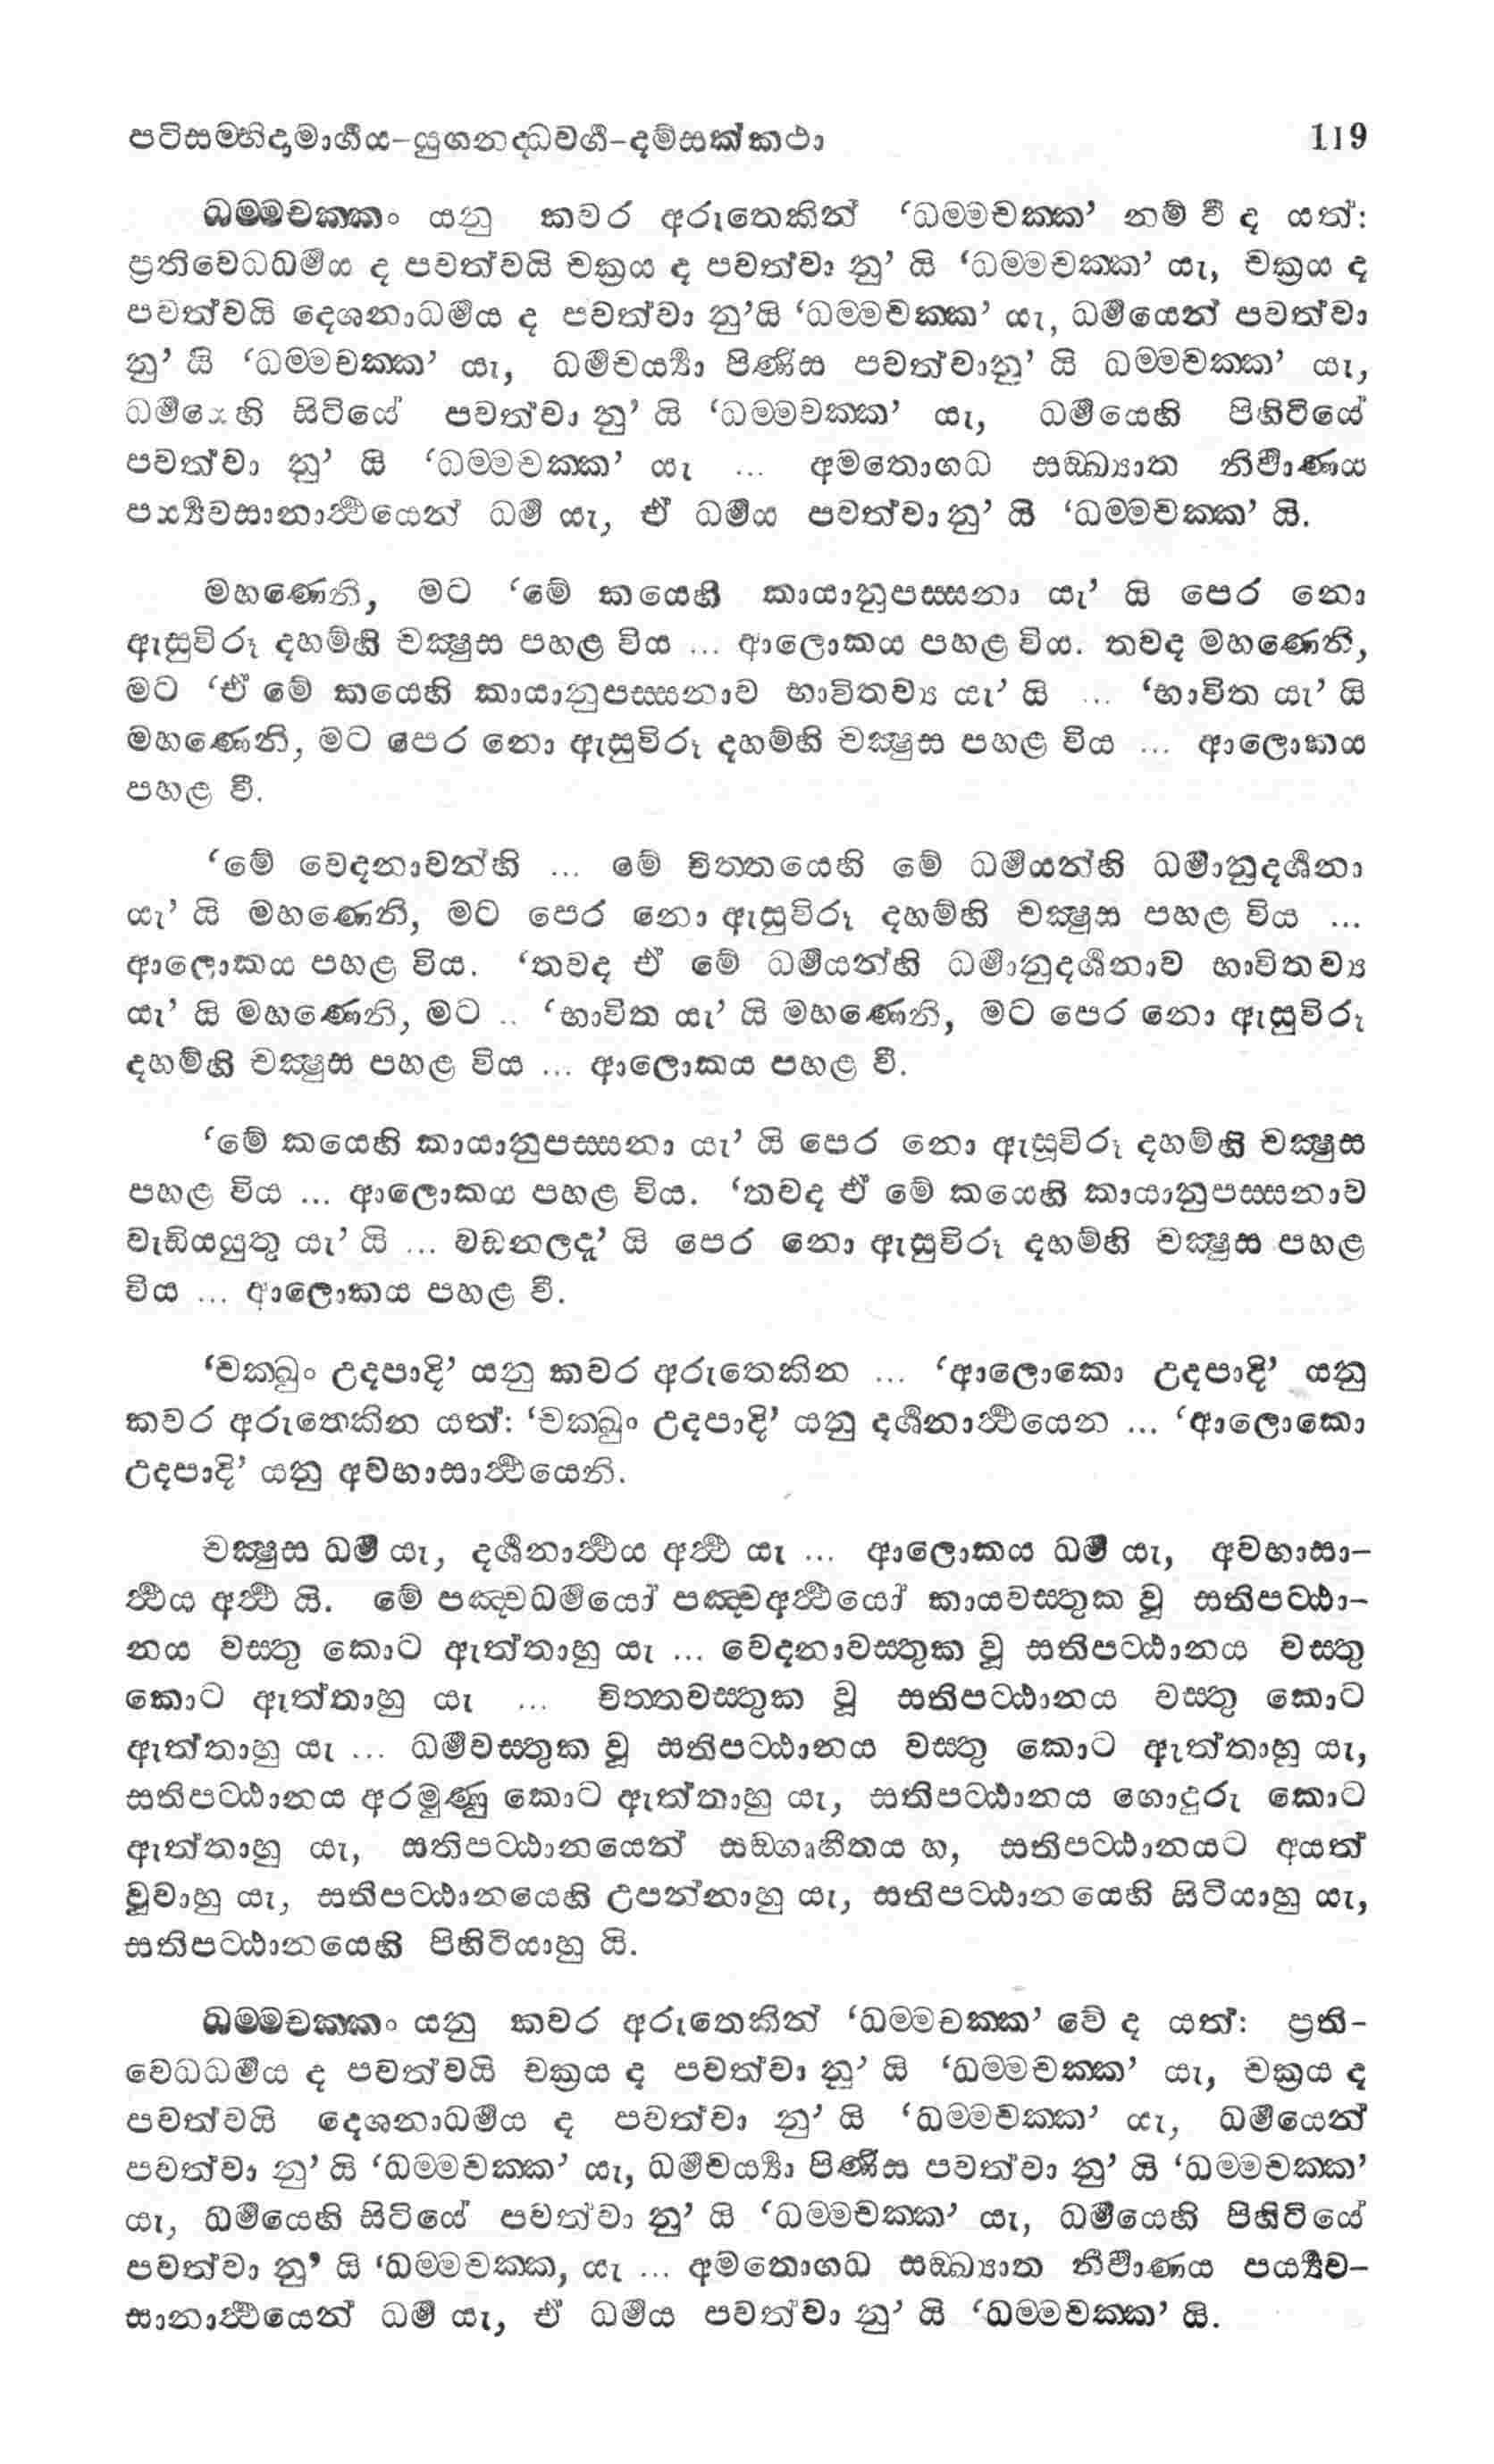 පටිසම්භිදාමාර්ගය-යුගනද්ධවර්ග-දම්සක්කථා 119
ධම්මචක්කං යනු කවර අරුතෙකින් ‘ධම්මචක්ක’ නම් වී ද යත්:
ප්‍රතිවෙධධර්මය ද පවත්වයි චක්‍රය ද පවත්වා නු’ යි ‘ධම්මචක්ක’ යැ, චක්‍රය ද
පවත්වයි දෙශනාධර්මය ද පවත්වා නු’යි ‘ධම්මචක්ක’ යැ, ධර්මයෙන් පවත්වා
නු’ යි ‘ධම්මචක්ක’ යැ, ධර්මචර්‍ය්‍යා පිණිස පවත්වානු’ යි ධම්මචක්ක’ යැ,
ධර්මයෙහි සිටියේ පවත්වා නු’ යි ‘ධම්මචක්ක’ යැ, ධර්මයෙහි පිහිටියේ
පවත්වා නු’ යි ‘ධම්මචක්ක’ යැ ... අමතොගධ සඞ්ඛ්‍යාත නිර්වාණය
පර්‍ය්‍යවසානාර්ථයෙන් ධර්ම යැ, ඒ ධර්මය පවත්වා නු’ යි ‘ධම්මචක්ක’ යි.
මහණෙනි, මට ‘මේ කයෙහි කායානුපස්සනා යැ’ යි පෙර නො
ඇසුවිරූ දහම්හි චක්ෂුස පහළ විය ... ආලොකය පහළ විය. තවද මහණෙනි,
මට ‘ඒ මේ කයෙහි කායානුපස්සනාව භාවිතව්‍ය යැ’ යි ... ‘භාවිත යැ’ යි
මහණෙනි, මට පෙර නො ඇසුවිරූ දහම්හි චක්ෂුස පහළ විය ... ආලොකය
පහළ වී.
‘මේ වෙදනාවන්හි ... මේ චිත්තයෙහි මේ ධර්මයන්හි ධර්මානුදර්ශනා
යැ’ යි මහණෙනි, මට පෙර නො ඇසුවිරූ දහම්හි චක්ෂුස පහළ විය ...
ආලොකය පහළ විය. ‘තවද ඒ මේ ධර්මයන්හි ධර්මානුදර්ශනාව භාවිතව්‍ය
යැ’ යි මහණෙනි, මට .. ‘භාවිත යැ’ යි මහණෙනි, මට පෙර නො ඇසුවිරූ
දහම්හි චක්ෂුස පහළ විය ... ආලොකය පහළ වී.
‘මේ කයෙහි කායානුපස්සනා යැ’ යි පෙර නො ඇසූවිරූ දහම්හි චක්ෂුස
පහළ විය ... ආලොකය පහළ විය. ‘තවද ඒ මේ කයෙහි කායානුපස්සනාව
වැඩියයුතු යැ’ යි ... වඩනලදැ’ යි පෙර නො ඇසුවිරූ දහම්හි චක්ෂුස පහළ
විය ... ආලොකය පහළ වී.
‘චක්ඛුං උදපාදි’ යනු කවර අරුතෙකින ... ‘ආලොකො උදපාදි’ යනු
කවර අරුතෙකින යත්: ‘චක්ඛුං උදපාදි’ යනු දර්ශනාර්ථයෙන ... ‘ආලොකො
උදපාදි’ යනු අවභාසාර්ථයෙනි.
චක්ෂුස ධර්ම යැ, දර්ශනාර්ථය අර්ථ යැ ... ආලොකය ධර්ම යැ, අවභාසා-
ර්ථය අර්ථ යි. මේ පඤ්චධර්මයෝ පඤ්චඅර්ථයෝ කායවස්තුක වූ සතිපට්ඨා-
නය වස්තු කොට ඇත්තාහු යැ ... වෙදනාවස්තුක වූ සතිපට්ඨානය වස්තු
කොට ඇත්තාහු යැ ... චිත්තවස්තුක වූ සතිපට්ඨානය වස්තු කොට
ඇත්තාහු යැ ... ධර්මවස්තුක වූ සතිපට්ඨානය වස්තු කොට ඇත්තාහු යැ,
සතිපට්ඨානය අරමුණු කොට ඇත්තාහු යැ, සතිපට්ඨානය ගොදුරු කොට
ඇත්තාහු යැ, සතිපට්ඨානයෙන් සඞ්ගෘහීතය හ, සතිපට්ඨානයට අයත්
වූවාහු යැ, සතිපට්ඨානයෙහි උපන්නාහු යැ, සතිපට්ඨානයෙහි සිටියාහු යැ,
සතිපට්ඨානයෙහි පිහිටියාහු යි.
ධම්මචක්කං යනු කවර අරුතෙකින් ‘ධම්මචක්ක’ වේ ද යත්: ප්‍රති-
වෙධධර්මය ද පවත්වයි චක්‍රය ද පවත්වා නු’ යි ‘ධම්මචක්ක’ යැ, චක්‍රය ද
පවත්වයි දෙශනාධර්මය ද පවත්වා නු’ යි ‘ධම්මචක්ක’ යැ, ධර්මයෙන්
පවත්වා නු’ යි ‘ධම්මචක්ක’ යැ, ධර්මචර්‍ය්‍යා පිණිස පවත්වා නු’ යි ‘ධම්මචක්ක’
යැ, ධර්මයෙහි සිටියේ පවත්වා නු’ යි ‘ධම්මචක්ක’ යැ, ධර්මයෙහි පිහිටියේ
පවත්වා නු’ යි ‘ධම්මචක්ක, යැ ... අමතොගධ සඞ්ඛ්‍යාත නිර්වාණය පර්‍ය්‍යව-
සානාර්ථයෙන් ධර්ම යැ, ඒ ධර්මය පවත්වා නු’ යි ‘ධම්මචක්ක’ යි.